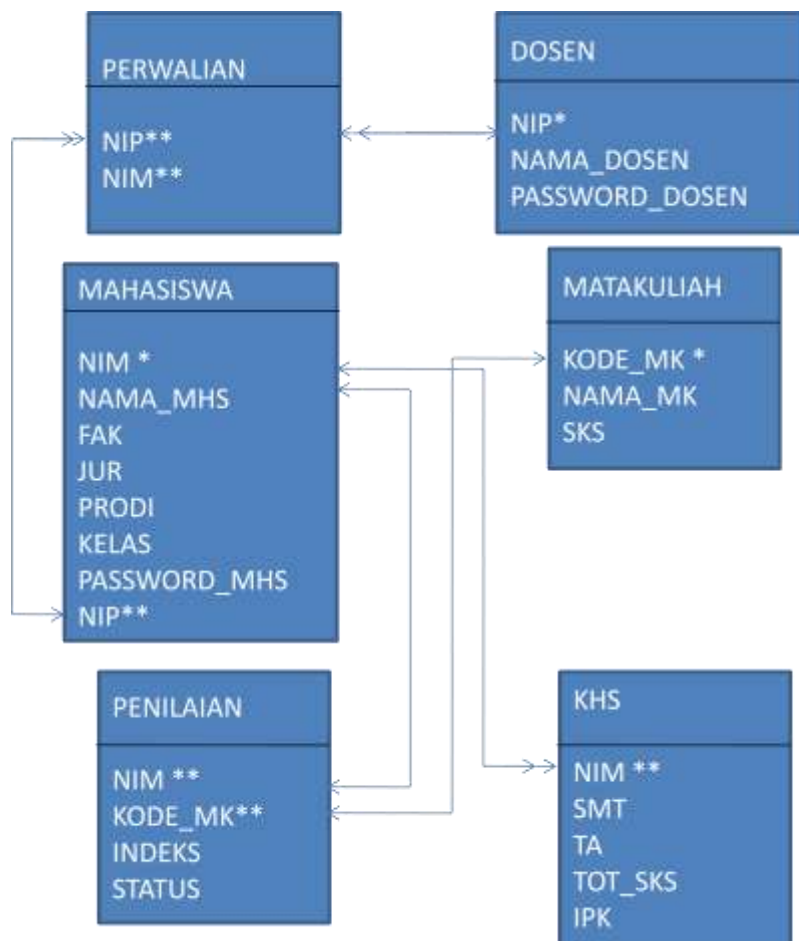 PERWALIAN
NIP**
NIM**
DOSEN
NIP*
NAMA_DOSEN
PASSWORD_DOSEN
MAHASISWA
NIM *
NAMA_MHS
FAK
JUR
PRODI
KELAS
PASSWORD_MHS
NIP**
MATAKULIAH
KODE_MK *
NAMA_MK
SKS
PENILAIAN
NIM **
KODE_MK**
INDEKS
STATUS
KHS
NIM **
SMT
TA
TOT_SKS
IPK